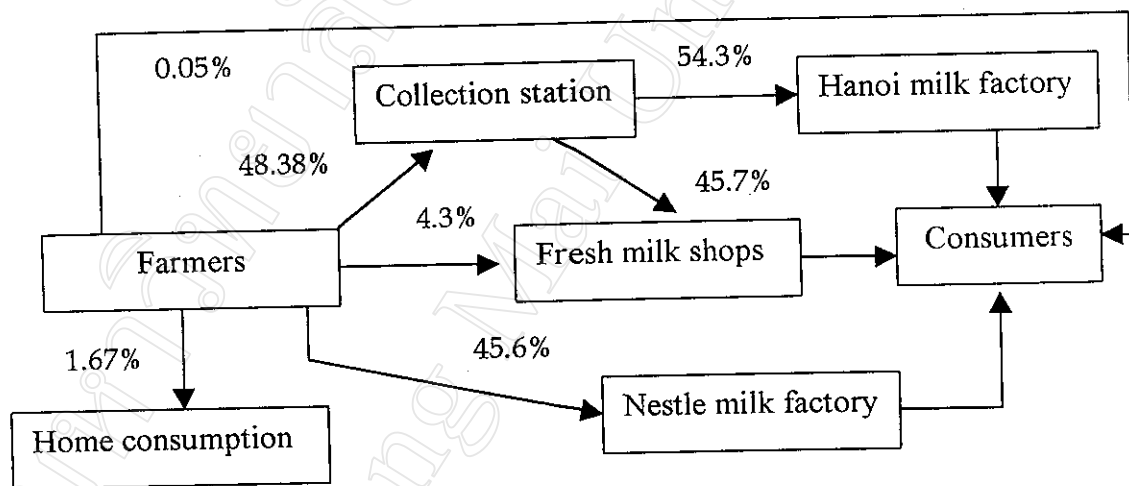 0.05%
54.3%
Collection station
Hanoi milk factory
48.38%
45.7%
4.3%
Farmers
Fresh milk shops
Consumers
1.67%
45.6%
Nestle milk factory
Home consumption